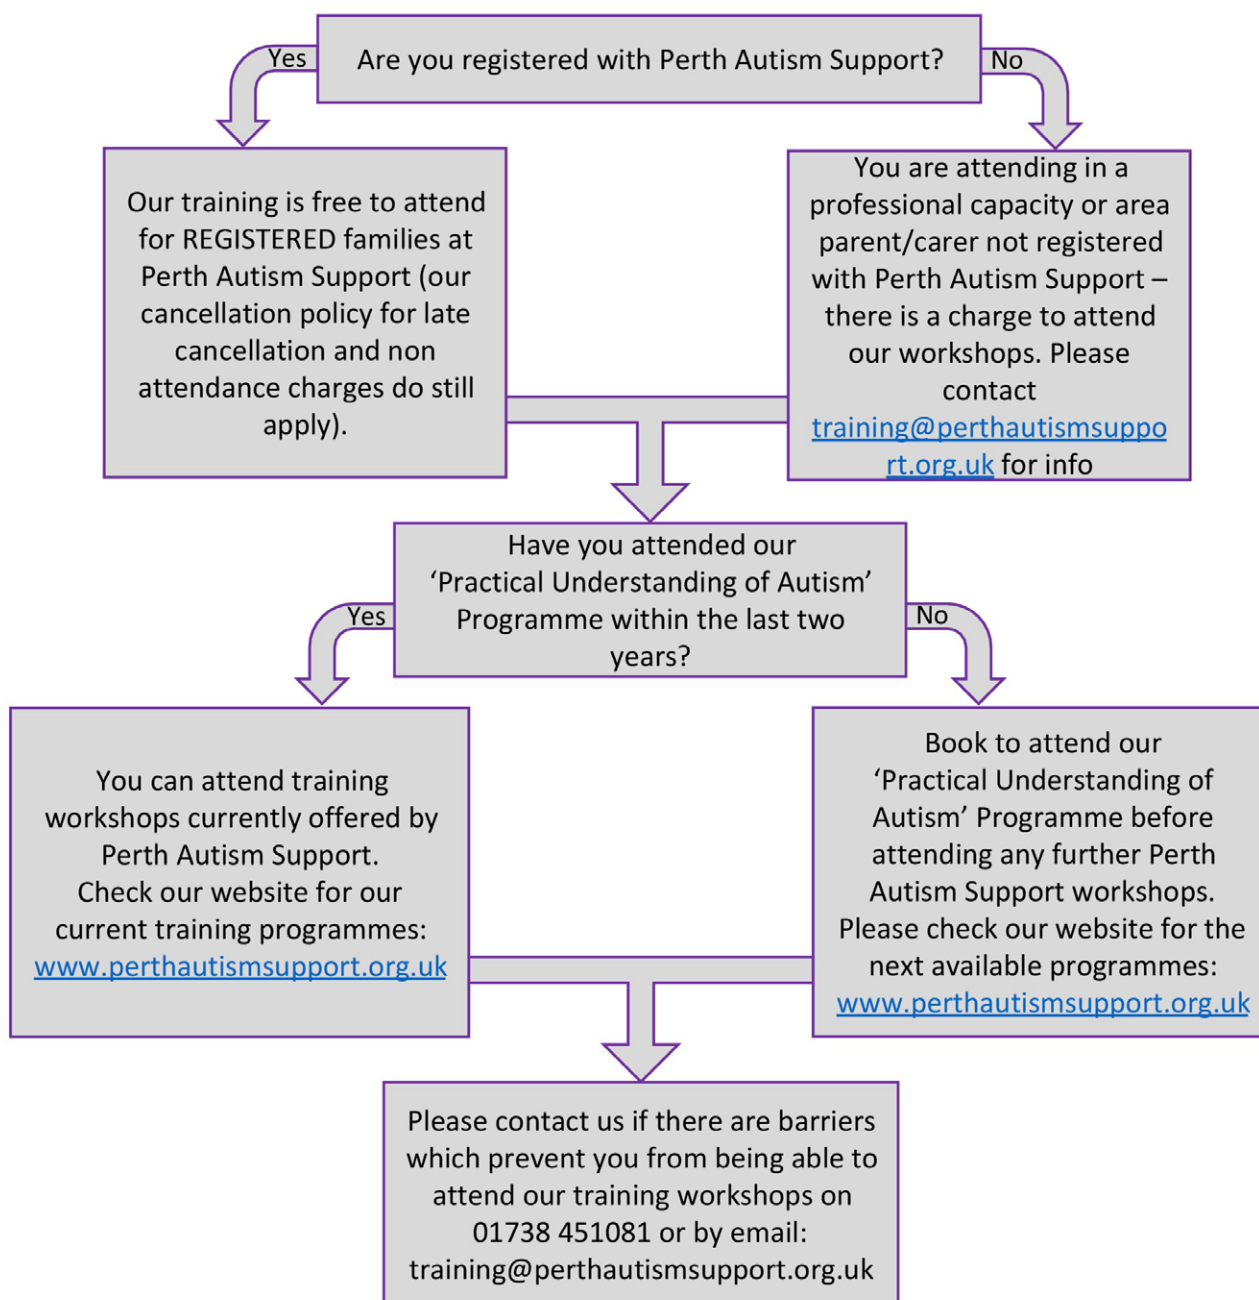 Are you registered with Perth Autism Support?
Yes
No
Our training is free to attend
for REGISTERED families at
Perth Autism Support (our
cancellation policy for late
cancellation and non
attendance charges do still
apply).
You are attending in a
professional capacity or area
parent/carer not registered
with Perth Autism Support –
there is a charge to attend
our workshops. Please
contact
training@perthautismsuppo
rt.org.uk for info
Have you attended our
‘Practical Understanding of Autism’
Programme within the last two
years?
Yes
No
You can attend training
workshops currently offered by
Perth Autism Support.
Check our website for our
current training programmes:
www.perthautismsupport.org.uk
Book to attend our
‘Practical Understanding of
Autism’ Programme before
attending any further Perth
Autism Support workshops.
Please check our website for the
next available programmes:
www.perthautismsupport.org.uk
Please contact us if there are barriers
which prevent you from being able to
attend our training workshops on
01738 451081 or by email:
training@perthautismsupport.org.uk